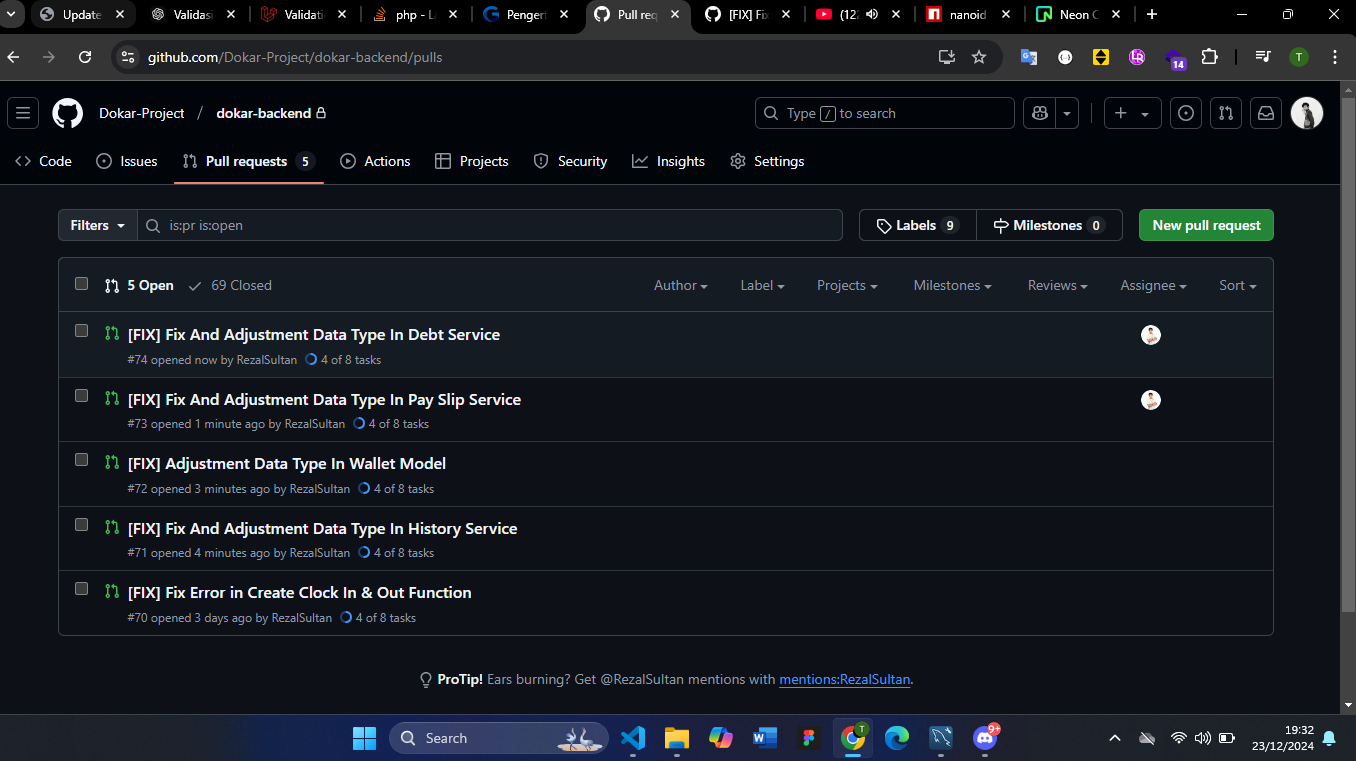 Update
Validasi
Validati
php - L
Pengert
Pull req
[FIX] Fix
(12
nanoid
Neon C
github.com/Dokar-Project/dokar-backend/pulls
14
T
Dokar-Project / dokar-backend
Type / to search
Code
Issues
Pull requests 5
Actions
Projects
Security
Insights
Settings
Filters
is:pr is:open
Labels 9
Milestones 0
New pull request
5 Open
69 Closed
Author
Label
Projects
Milestones
Reviews
Assignee
Sort
[FIX] Fix And Adjustment Data Type In Debt Service
#74 opened now by RezalSultan 4 of 8 tasks
[FIX] Fix And Adjustment Data Type In Pay Slip Service
#73 opened 1 minute ago by RezalSultan 4 of 8 tasks
[FIX] Adjustment Data Type In Wallet Model
#72 opened 3 minutes ago by RezalSultan 4 of 8 tasks
[FIX] Fix And Adjustment Data Type In History Service
#71 opened 4 minutes ago by RezalSultan 4 of 8 tasks
[FIX] Fix Error in Create Clock In & Out Function
#70 opened 3 days ago by RezalSultan 4 of 8 tasks
ProTip! Ears burning? Get @RezalSultan mentions with mentions:RezalSultan.
Search
T
9+
19:32
23/12/2024